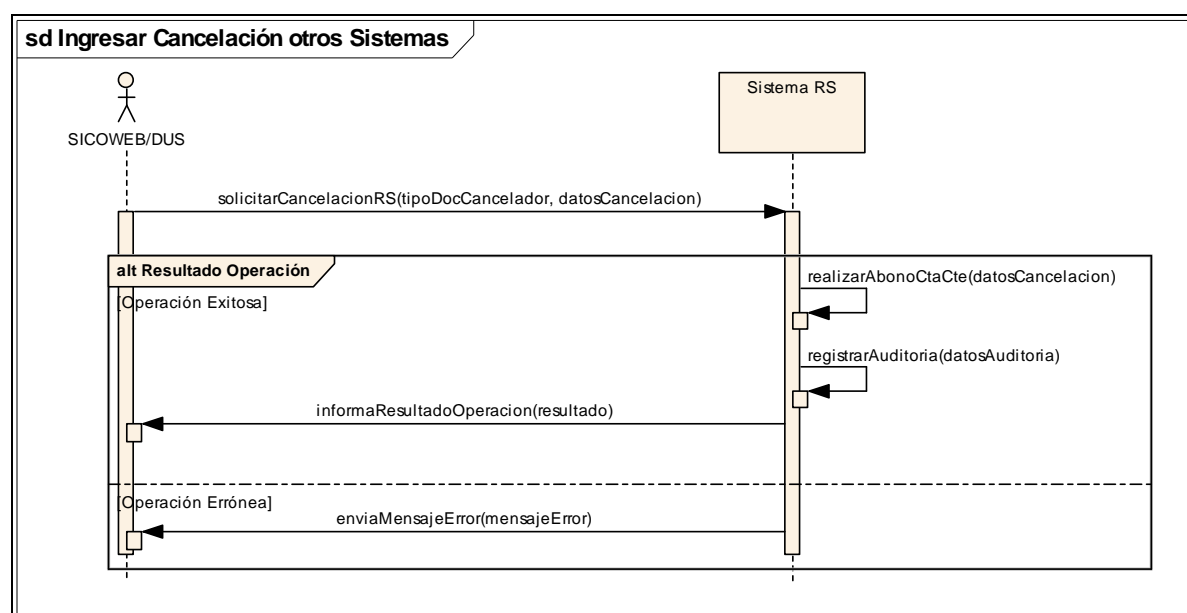 sd Ingresar Cancelación otros Sistemas
SICOWEB/DUS
Sistema RS
solicitarCancelacionRS(tipoDocCancelador, datosCancelacion)
alt Resultado Operación
[Operación Exitosa]
realizarAbonoCtaCte(datosCancelacion)
registrarAuditoria(datosAuditoria)
informaResultadoOperacion(resultado)
[Operación Errónea]
enviaMensajeError(mensajeError)